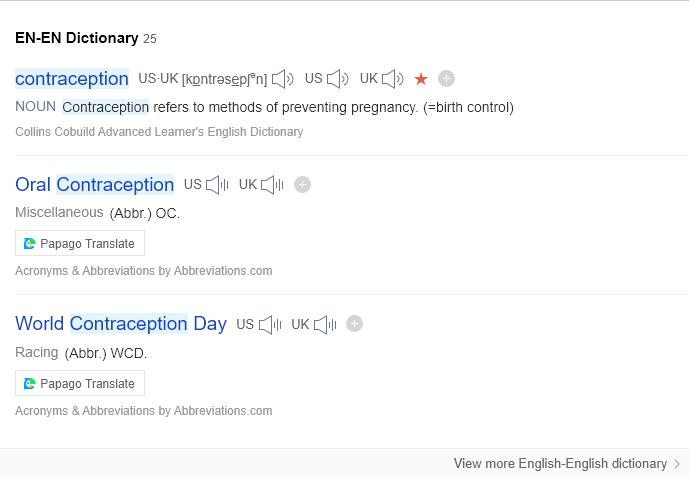 EN-EN Dictionary 25
contraception US·UK [kɒntrəsepʃᵊn] US UK
NOUN Contraception refers to methods of preventing pregnancy. (=birth control)
Collins Cobuild Advanced Learner's English Dictionary
Oral Contraception US UK
Miscellaneous (Abbr.) OC.
Papago Translate
Acronyms & Abbreviations by Abbreviations.com
World Contraception Day US UK
Racing (Abbr.) WCD.
Papago Translate
Acronyms & Abbreviations by Abbreviations.com
View more English-English dictionary